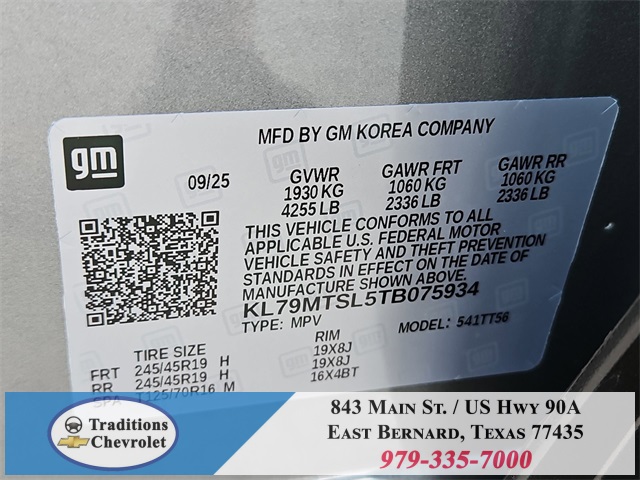 MFD BY GM KOREA COMPANY
gm
09/25
GVWR
1930 KG
4255 LB
GAWR FRT
1060 KG
2336 LB
GAWR RR
1060 KG
2336 LB
THIS VEHICLE CONFORMS TO ALL
APPLICABLE U.S. FEDERAL MOTOR
VEHICLE SAFETY AND THEFT PREVENTION
STANDARDS IN EFFECT ON THE DATE OF
MANUFACTURE SHOWN ABOVE.
KL79MTSL5TB075934
TYPE: MPV
MODEL: 541TT56
TIRE SIZE RIM
FRT 245/45R19 H 19X8J
RR 245/45R19 H 19X8J
SPA T125/70R16 M 16X4BT
Traditions
Chevrolet
843 Main St. / US Hwy 90A
East Bernard, Texas 77435
979-335-7000